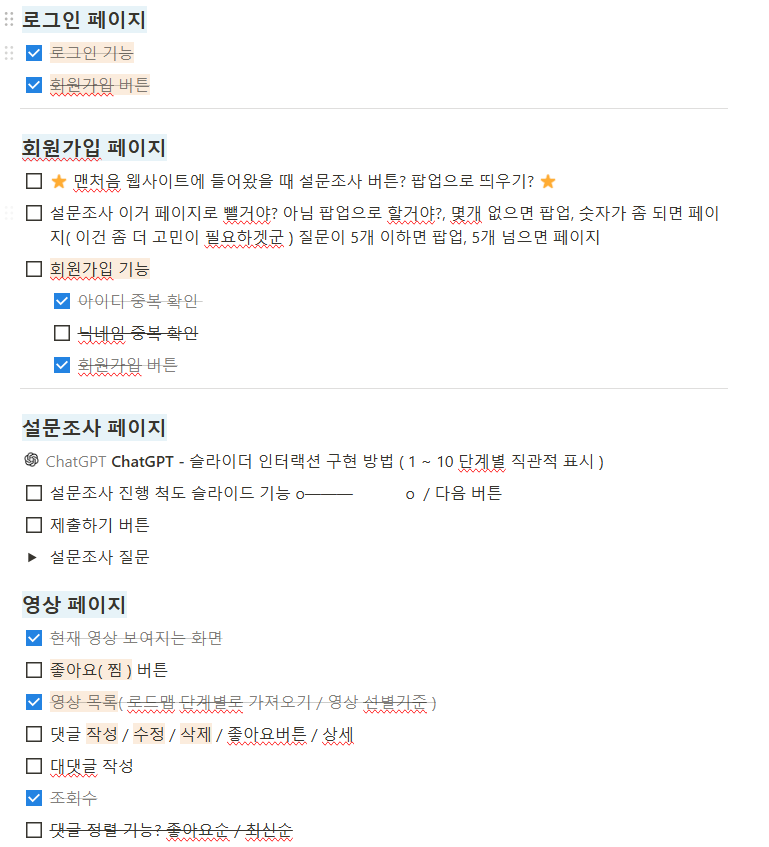 로그인 페이지
로그인 기능
회원가입 버튼
회원가입 페이지
⭐ 맨처음 웹사이트에 들어왔을 때 설문조사 버튼? 팝업으로 띄우기? ⭐
설문조사 이거 페이지로 뺄거야? 아님 팝업으로 할거야?, 몇개 없으면 팝업, 숫자가 좀 되면 페이
지( 이건 좀 더 고민이 필요하겟군 ) 질문이 5개 이하면 팝업, 5개 넘으면 페이지
회원가입 기능
아이디 중복 확인
닉네임 중복 확인
회원가입 버튼
설문조사 페이지
ChatGPT ChatGPT - 슬라이더 인터랙션 구현 방법 ( 1 ~ 10 단계별 직관적 표시 )
설문조사 진행 척도 슬라이드 기능 o——— o / 다음 버튼
제출하기 버튼
설문조사 질문
영상 페이지
현재 영상 보여지는 화면
좋아요( 찜 ) 버튼
영상 목록( 로드맵 단계별로 가져오기 / 영상 선별기준 )
댓글 작성 / 수정 / 삭제 / 좋아요버튼 / 상세
대댓글 작성
조회수
댓글 정렬 기능? 좋아요순 / 최신순